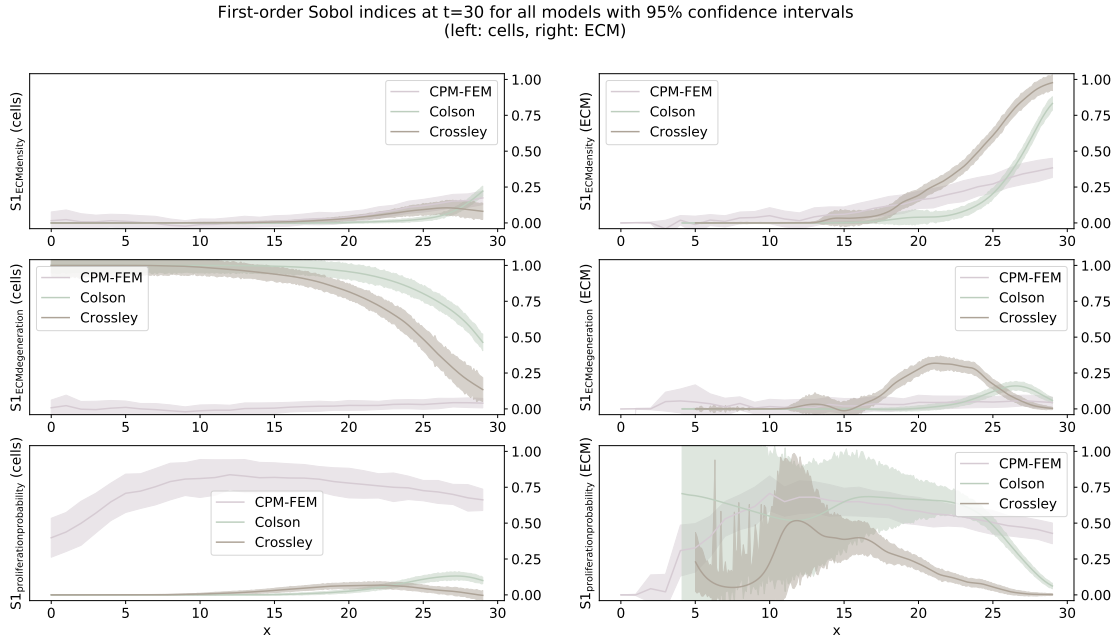 First-order Sobol indices at t=30 for all models with 95% confidence intervals
(left: cells, right: ECM)
S1ECMdensity (cells)
CPM-FEM
Colson
Crossley
1.00
0.75
0.50
0.25
0.00
0 5 10 15 20 25 30
S1ECMdensity (ECM)
CPM-FEM
Colson
Crossley
1.00
0.75
0.50
0.25
0.00
0 5 10 15 20 25 30
S1ECMdegeneration (cells)
CPM-FEM
Colson
Crossley
1.00
0.75
0.50
0.25
0.00
0 5 10 15 20 25 30
S1ECMdegeneration (ECM)
CPM-FEM
Colson
Crossley
1.00
0.75
0.50
0.25
0.00
0 5 10 15 20 25 30
S1proliferationprobability (cells)
CPM-FEM
Colson
Crossley
1.00
0.75
0.50
0.25
0.00
0 5 10 15 20 25 30
x
S1proliferationprobability (ECM)
CPM-FEM
Colson
Crossley
1.00
0.75
0.50
0.25
0.00
0 5 10 15 20 25 30
x